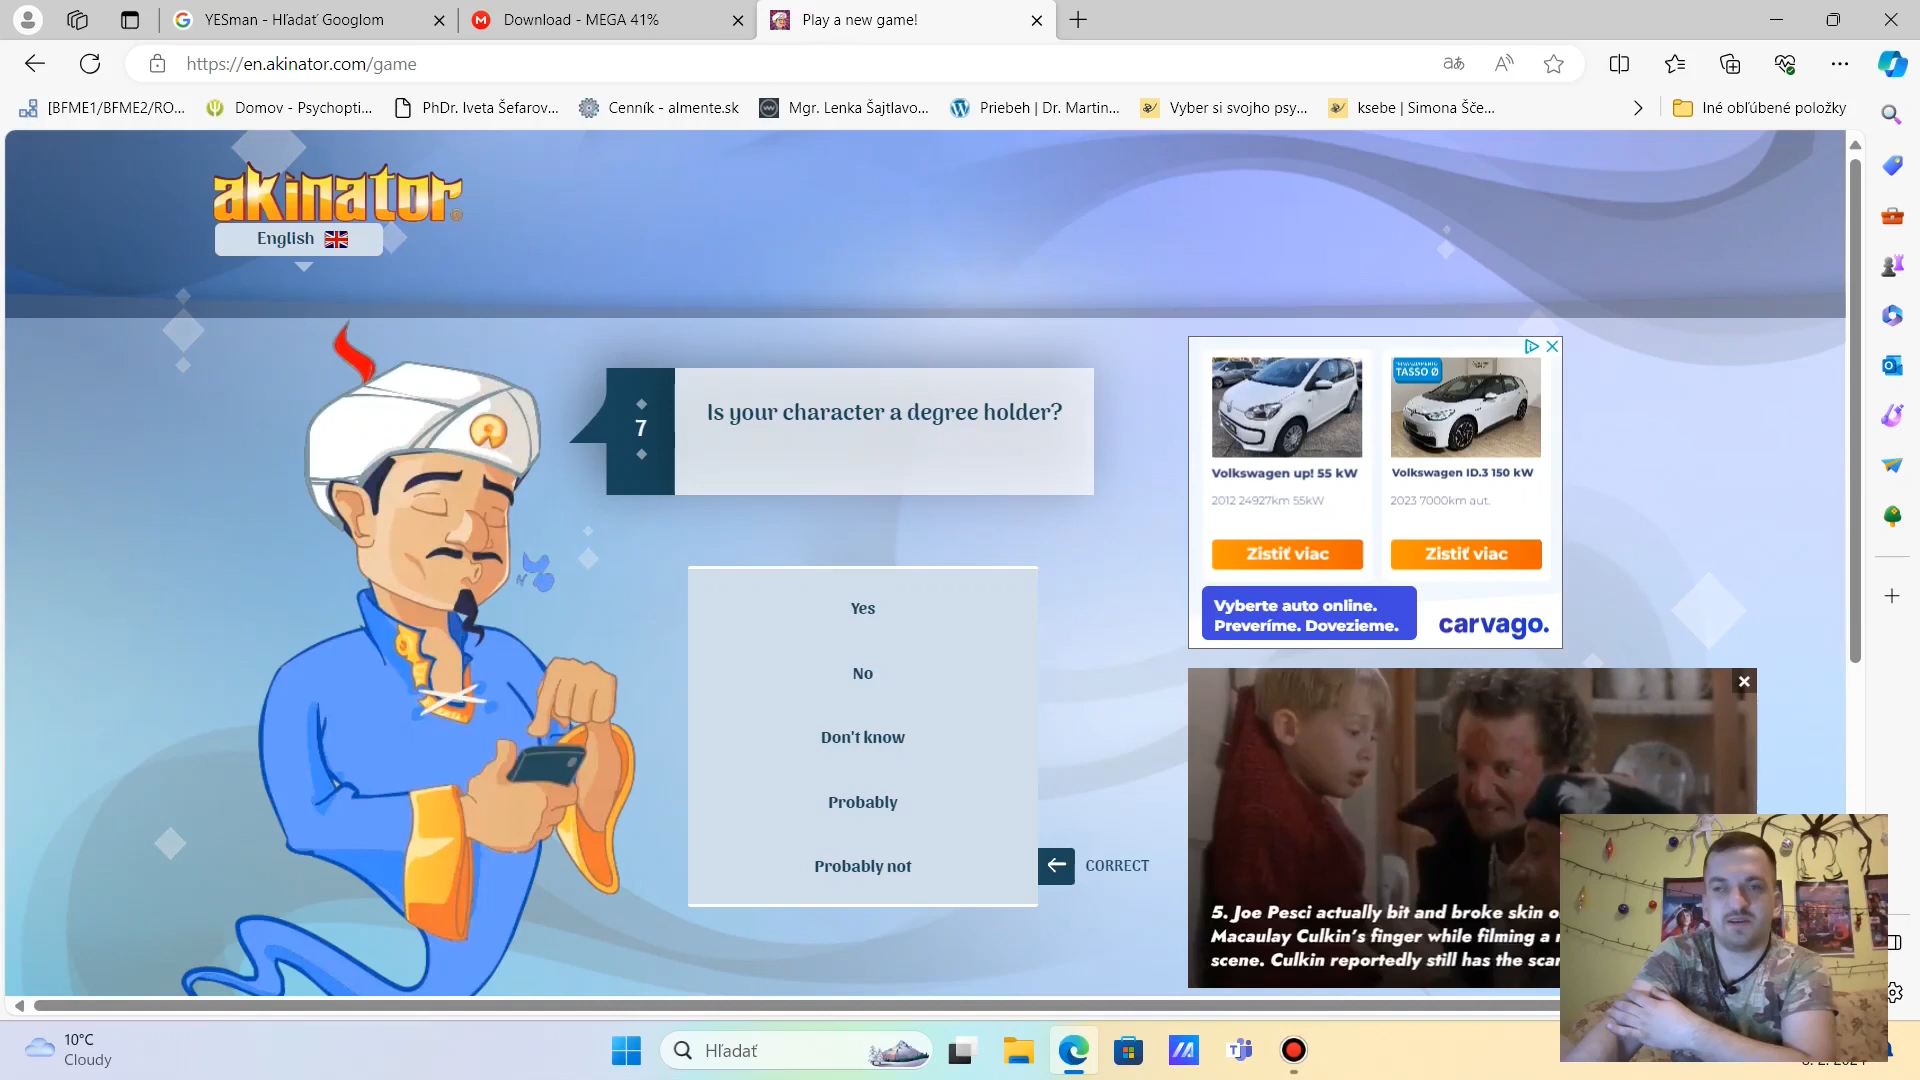 YESman - Hľadať Googlom
Download - MEGA 41%
Play a new game!
https://en.akinator.com/game
[BFME1/BFME2/RO...
Domov - Psychopti...
PhDr. Iveta Šefarov...
Cenník - almente.sk
Mgr. Lenka Šajtlavo...
Priebeh | Dr. Martin...
Vyber si svojho psy...
ksebe | Simona Šče...
Iné obľúbené položky
akinator
English
7
Is your character a degree holder?
Yes
No
Don't know
Probably
Probably not
CORRECT
TASSO Ø
Volkswagen up! 55 kW
2012 24927km 55kW
Zistiť viac
Volkswagen ID.3 150 kW
2023 7000km aut.
Zistiť viac
Vyberte auto online.
Preveríme. Dovezieme.
carvago.
5. Joe Pesci actually bit and broke skin o
Macaulay Culkin's finger while filming a
scene. Culkin reportedly still has the scar
10°C
Cloudy
Hľadať